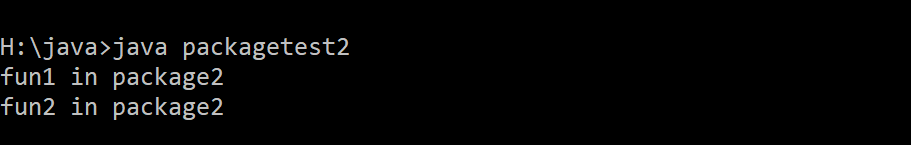 H:\java>java packagetest2
fun1 in package2
fun2 in package2